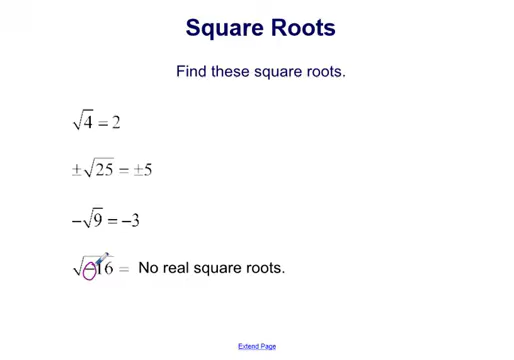 Square Roots
Find these square roots.
√4 = 2
±√25 = ±5
−√9 = −3
√−16 = No real square roots.
Extend Page